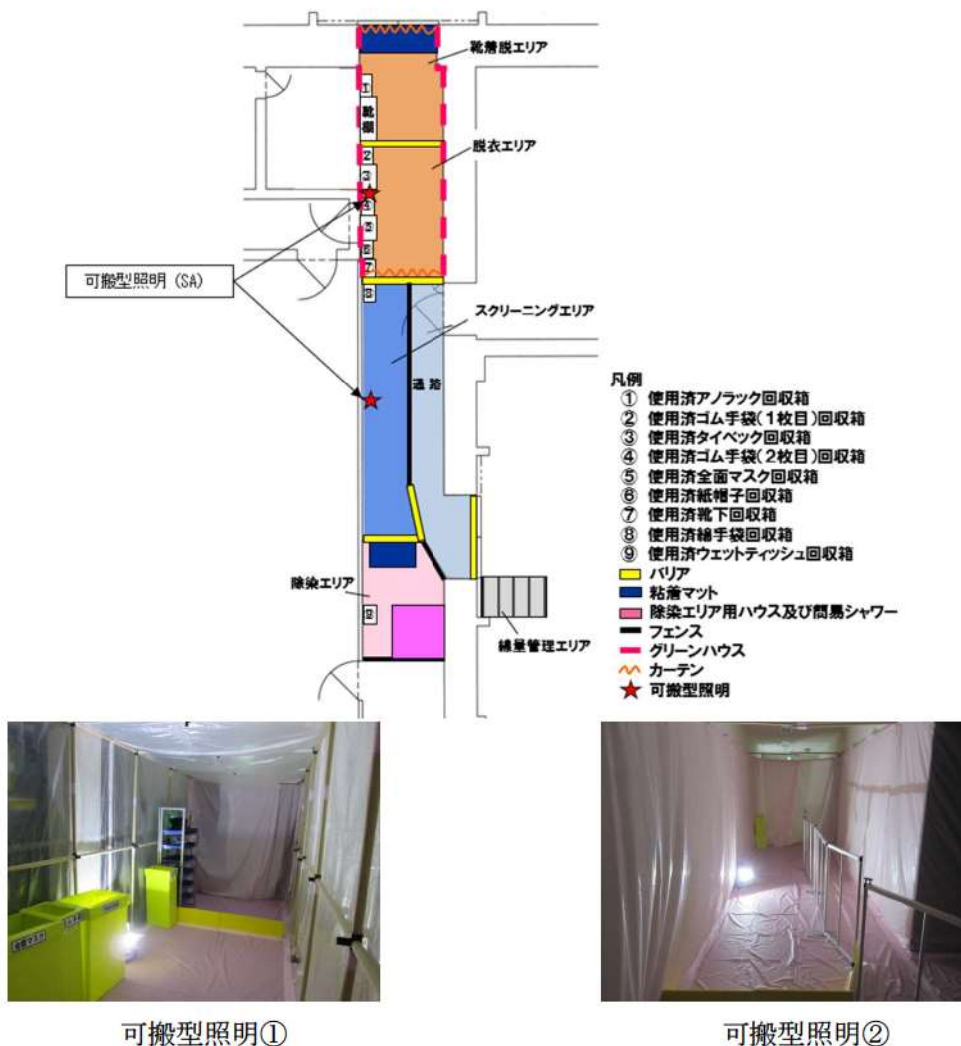 靴着脱エリア
①
靴棚
脱衣エリア
②
③
④
⑤
⑥
⑦
可搬型照明(SA)
⑧
スクリーニングエリア
通路
凡例
① 使用済アノラック回収箱
② 使用済ゴム手袋(1枚目)回収箱
③ 使用済タイベック回収箱
④ 使用済ゴム手袋(2枚目)回収箱
⑤ 使用済全面マスク回収箱
⑥ 使用済紙帽子回収箱
⑦ 使用済靴下回収箱
⑧ 使用済綿手袋回収箱
⑨ 使用済ウェットティッシュ回収箱
バリア
粘着マット
除染エリア用ハウス及び簡易シャワー
フェンス
グリーンハウス
カーテン
可搬型照明
除染エリア
⑨
線量管理エリア
全面マスク
可搬型照明①
可搬型照明②